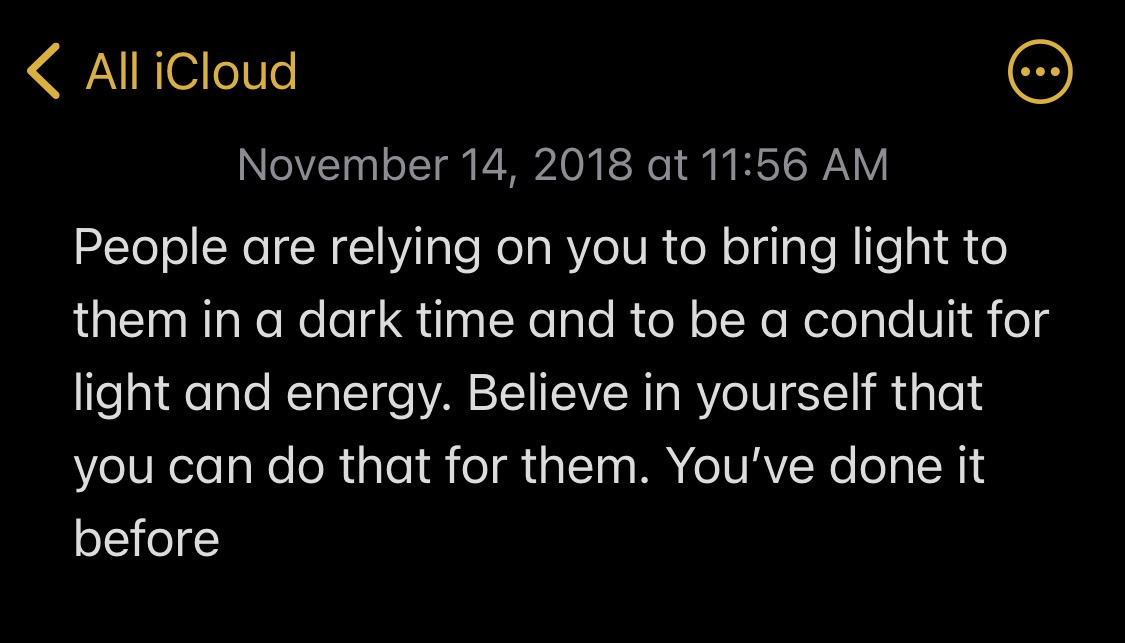 All iCloud
November 14, 2018 at 11:56 AM
People are relying on you to bring light to
them in a dark time and to be a conduit for
light and energy. Believe in yourself that
you can do that for them. You’ve done it
before